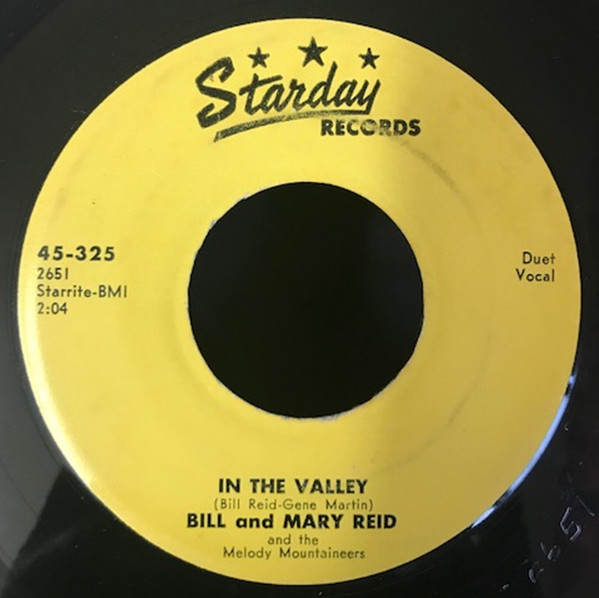 Starday
RECORDS
45-325
2651
Starrite-BMI
2:04
Duet
Vocal
IN THE VALLEY
(Bill Reid-Gene Martin)
BILL and MARY REID
and the
Melody Mountaineers